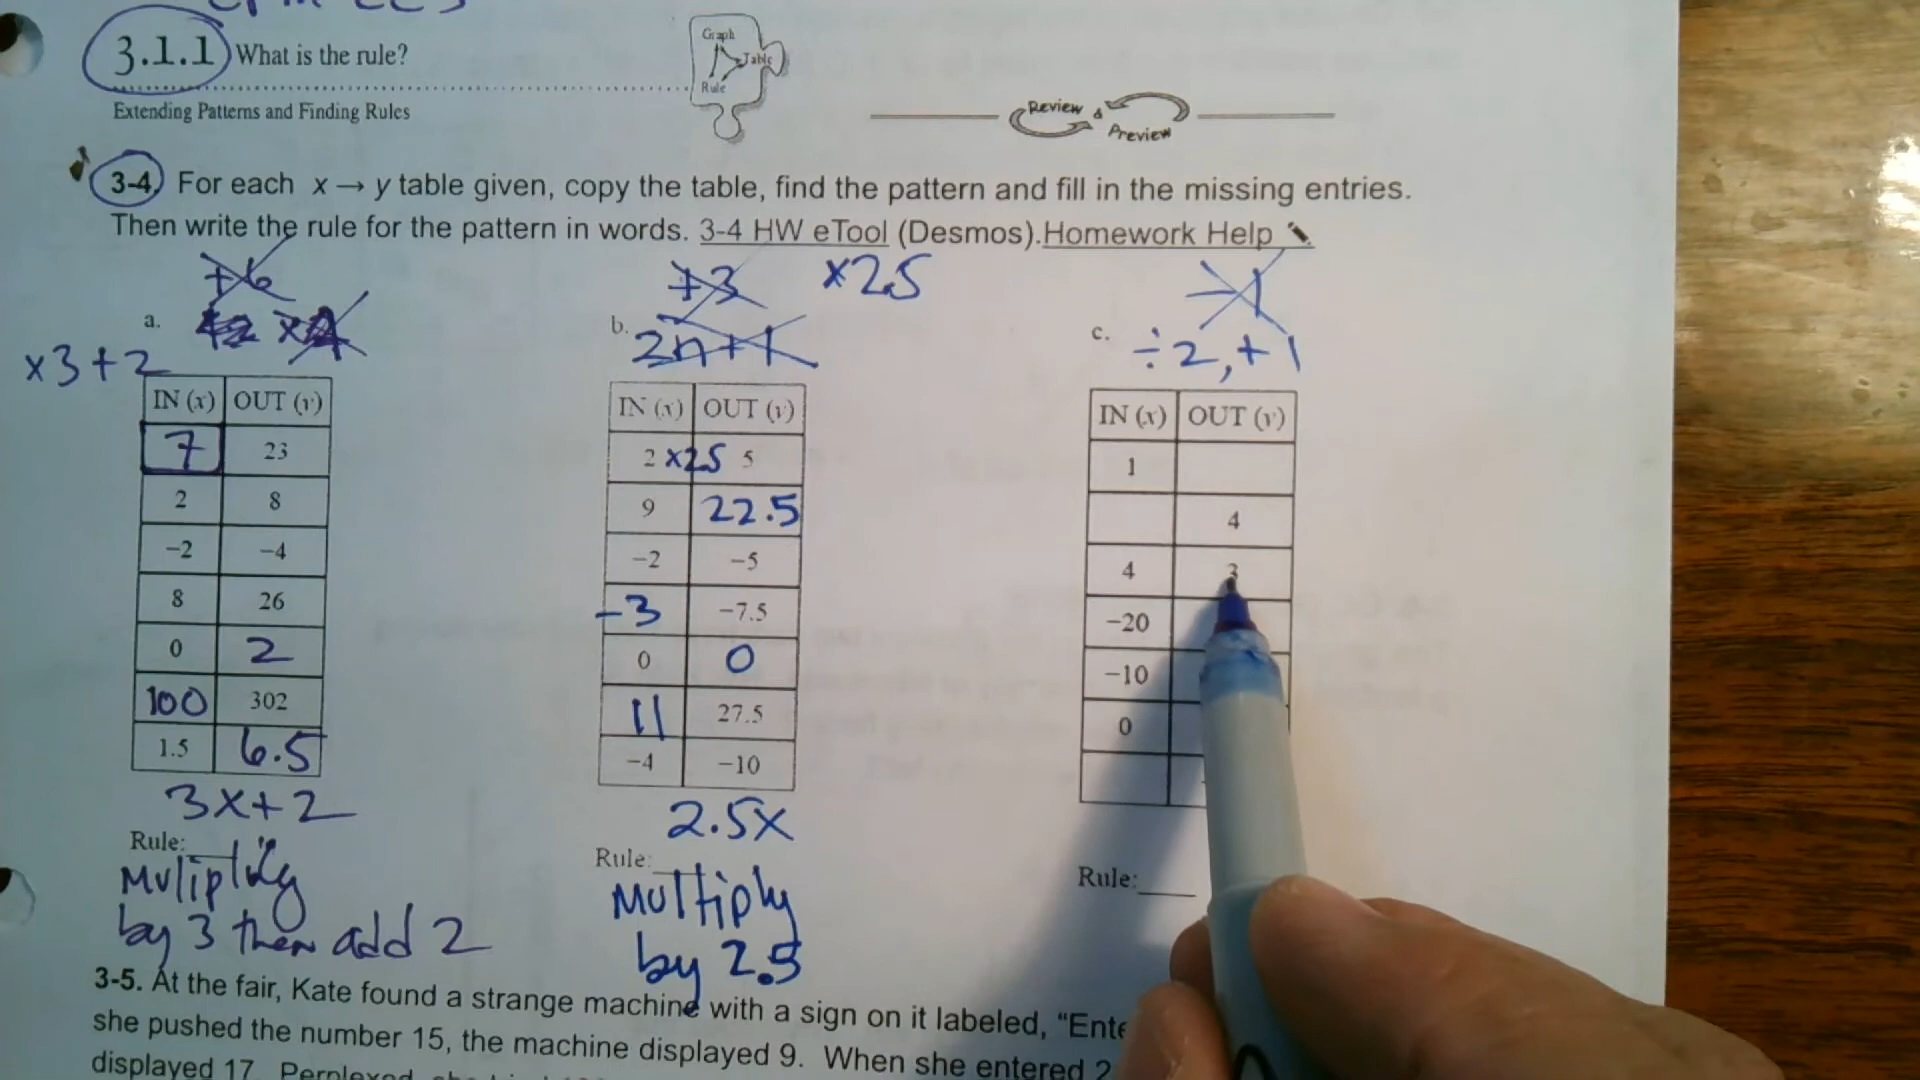 3.1.1 What is the rule?
Graph
Table
Rule
Extending Patterns and Finding Rules
Review & Preview
3-4. For each x → y table given, copy the table, find the pattern and fill in the missing entries.
Then write the rule for the pattern in words. 3-4 HW eTool (Desmos).Homework Help
+6
a. x4
x3+2
IN (x) OUT (y)
7 23
2 8
-2 -4
8 26
0 2
100 302
1.5 6.5
3x+2
Rule:
Multipling
by 3 then add 2
+3 x2.5
b. 2n+1
IN (x) OUT (y)
2 x25 5
9 22.5
-2 -5
-3 -7.5
0 0
11 27.5
-4 -10
2.5x
Rule:
Multiply
by 2.5
-1
c. ÷2,+1
IN (x) OUT (y)
1
4
4 3
-20
-10
0
Rule:
3-5. At the fair, Kate found a strange machine with a sign on it labeled, “Ente
she pushed the number 15, the machine displayed 9. When she entered 2
displayed 17. Perplexed, she